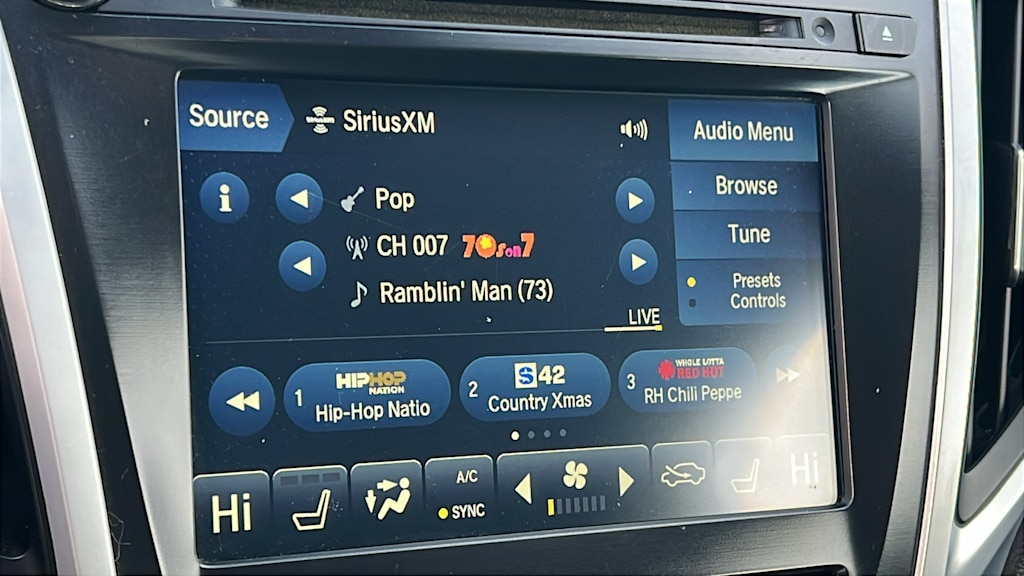 Source
SiriusXM
Audio Menu
i
Pop
Browse
CH 007 70s on 7
Tune
Ramblin' Man (73)
Presets
Controls
LIVE
1 HIPHOP
NATION
Hip-Hop Natio
2 S 42
Country Xmas
3 WHOLE LOTTA
RED HOT
RH Chili Peppe
Hi
A/C
SYNC
Hi